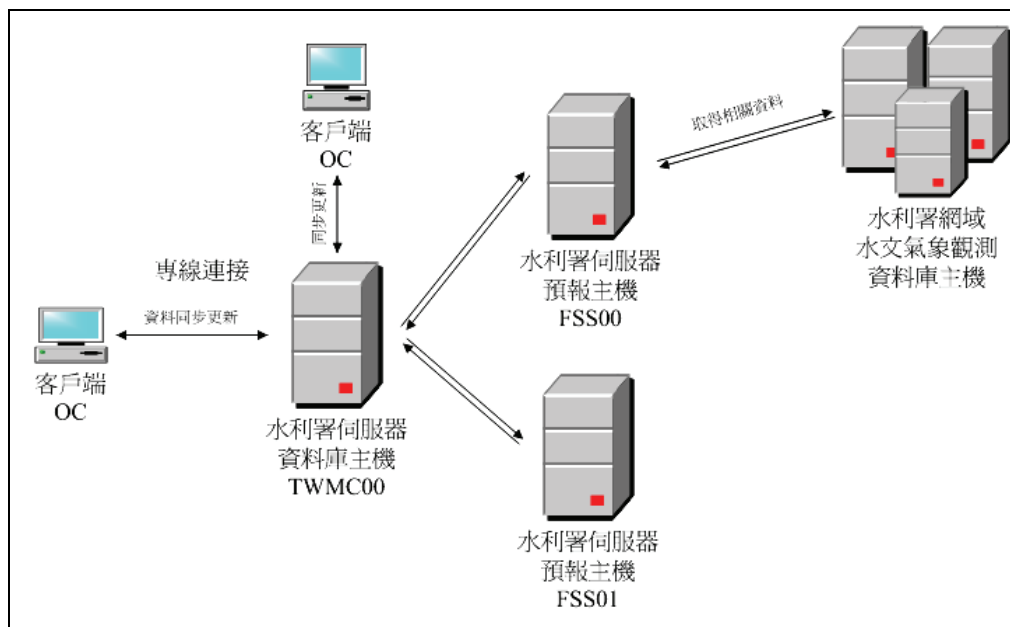 客戶端
OC
同步更新
專線連接
資料同步更新
客戶端
OC
水利署伺服器
資料庫主機
TWMC00
水利署伺服器
預報主機
FSS00
取得相關資料
水利署網域
水文氣象觀測
資料庫主機
水利署伺服器
預報主機
FSS01